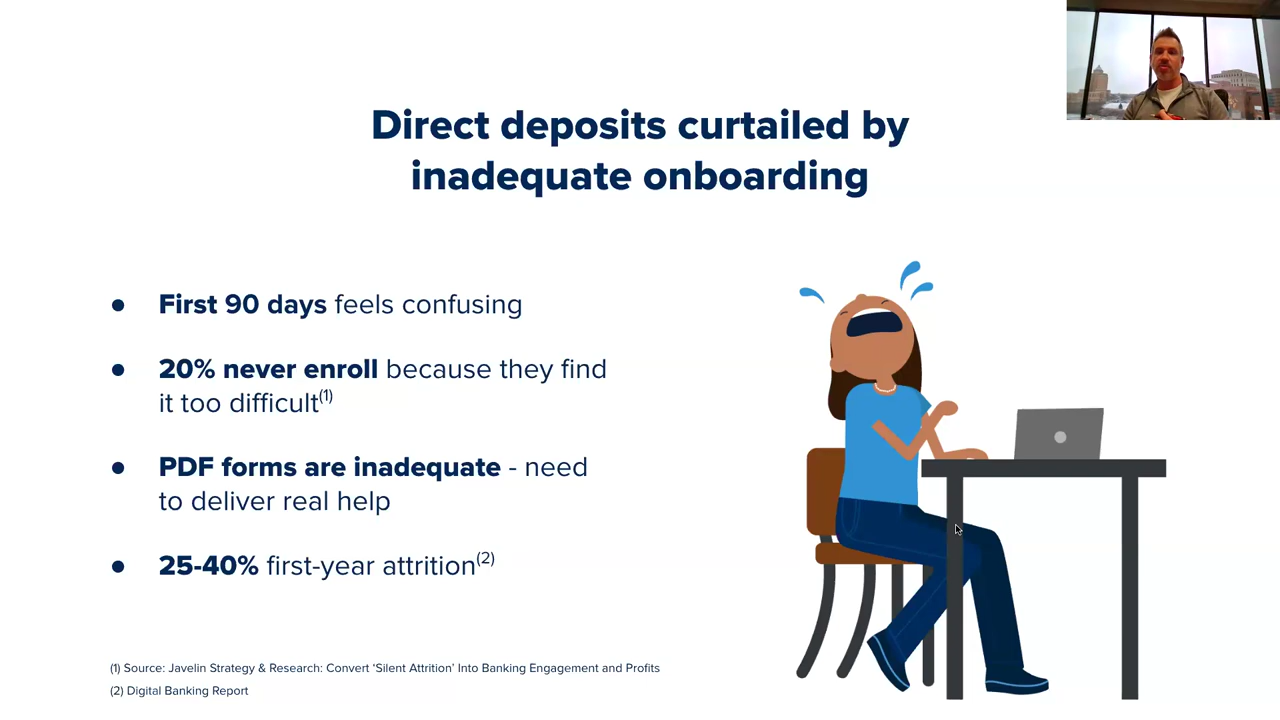 Direct deposits curtailed by
inadequate onboarding
● First 90 days feels confusing
● 20% never enroll because they find
it too difficult(1)
● PDF forms are inadequate - need
to deliver real help
● 25-40% first-year attrition(2)
(1) Source: Javelin Strategy & Research: Convert ‘Silent Attrition’ Into Banking Engagement and Profits
(2) Digital Banking Report